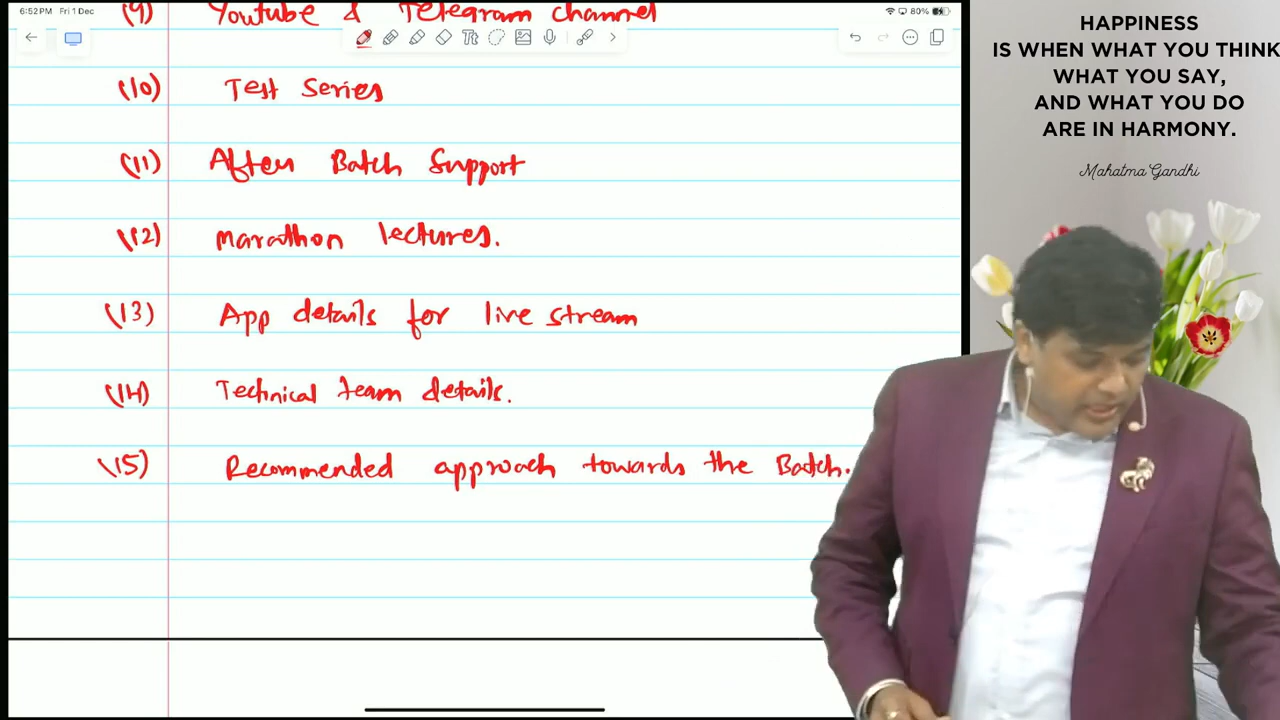 6:52PM Fri 1 Dec
80%
(9) Youtube & Telegram channel
(10) Test Series
(11) After Batch Support
(12) Marathon lectures.
(13) App details for live stream
(14) Technical team details.
(15) Recommended approach towards the Batch.
HAPPINESS
IS WHEN WHAT YOU THINK
WHAT YOU SAY,
AND WHAT YOU DO
ARE IN HARMONY.
Mahatma Gandhi